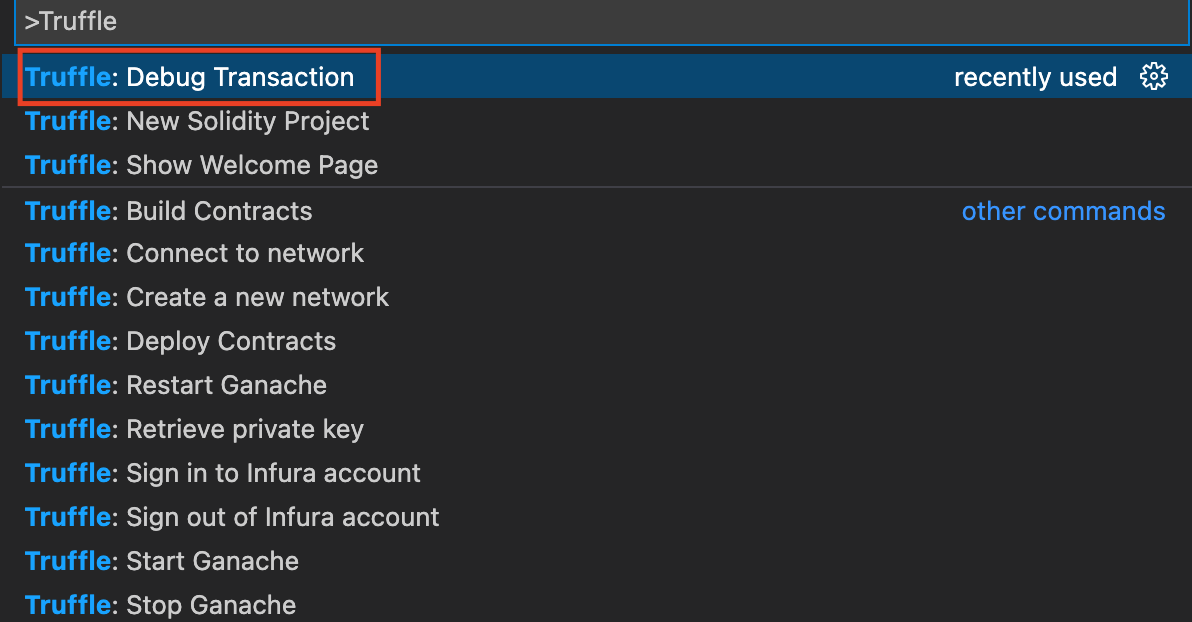 >Truffle
Truffle: Debug Transaction recently used
Truffle: New Solidity Project
Truffle: Show Welcome Page
Truffle: Build Contracts other commands
Truffle: Connect to network
Truffle: Create a new network
Truffle: Deploy Contracts
Truffle: Restart Ganache
Truffle: Retrieve private key
Truffle: Sign in to Infura account
Truffle: Sign out of Infura account
Truffle: Start Ganache
Truffle: Stop Ganache